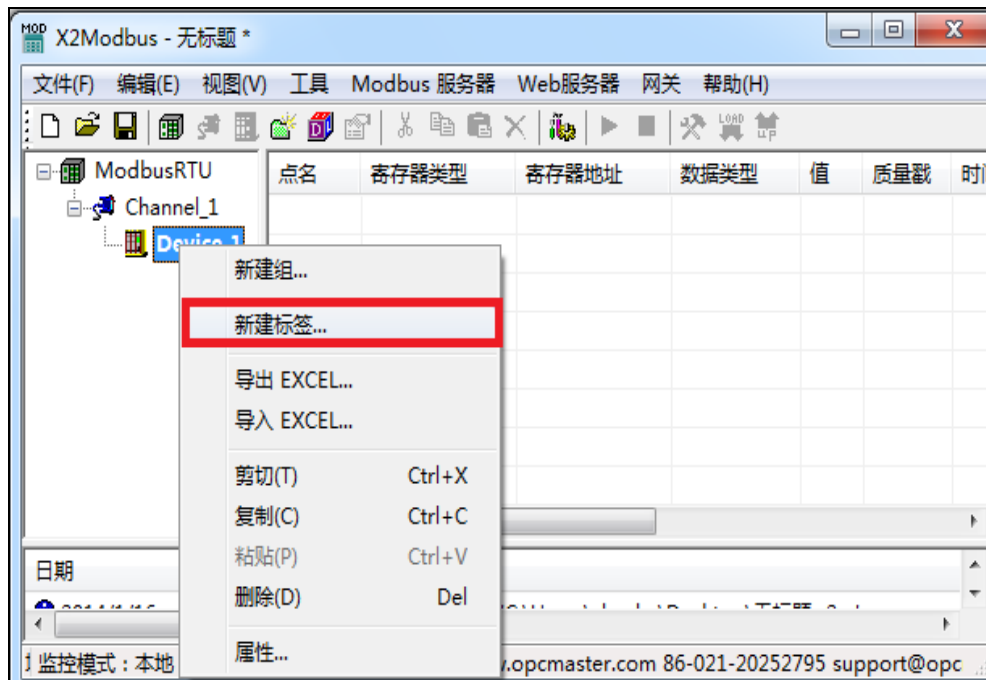 X2Modbus - 无标题 *
文件(F) 编辑(E) 视图(V) 工具 Modbus 服务器 Web服务器 网关 帮助(H)
ModbusRTU
Channel_1
点名 寄存器类型 寄存器地址 数据类型 值 质量戳
新建组...
新建标签...
导出 EXCEL...
导入 EXCEL...
剪切(T) Ctrl+X
复制(C) Ctrl+C
粘贴(P) Ctrl+V
删除(D) Del
属性...
日期
监控模式：本地 .opcmaster.com 86-021-20252795 support@opc